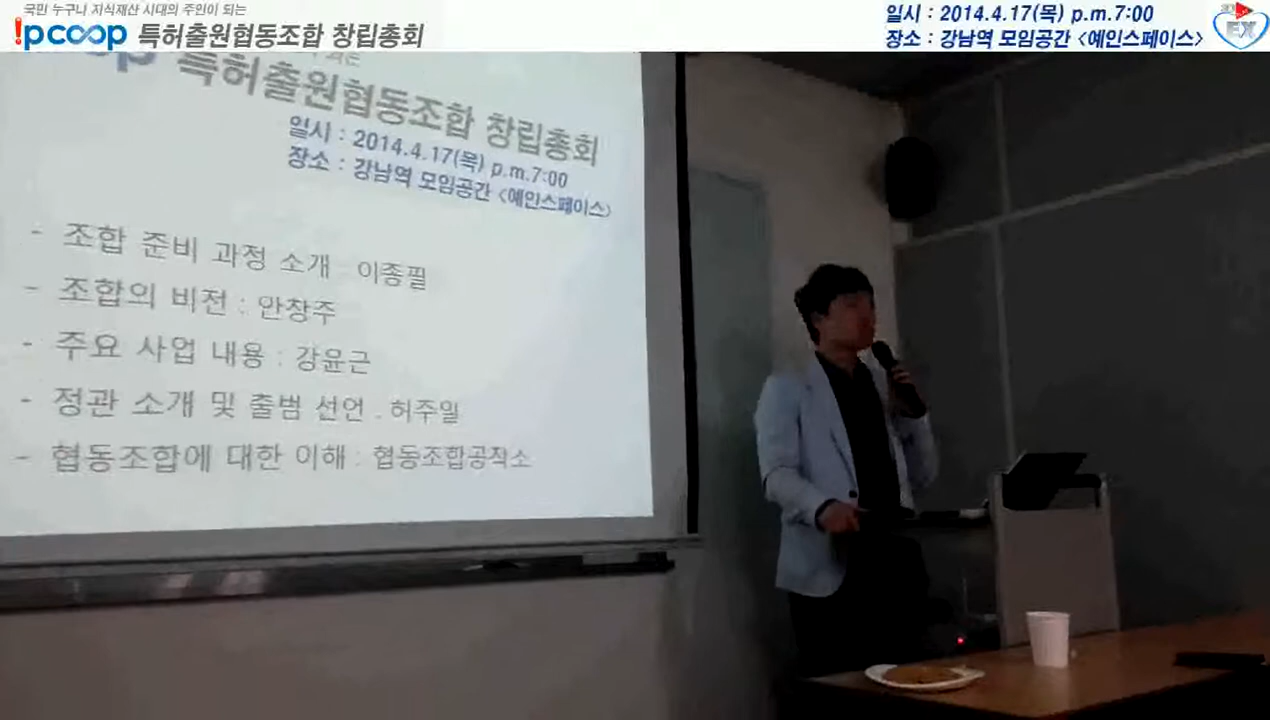 국민 누구나 지식재산 시대의 주인이 되는
!pcoop 특허출원협동조합 창립총회
일시 : 2014.4.17(목) p.m.7:00
장소 : 강남역 모임공간 <예인스페이스>
EX
특허출원협동조합 창립총회
일시 : 2014.4.17(목) p.m.7:00
장소 : 강남역 모임공간 <예인스페이스>
- 조합 준비 과정 소개 : 이종필
- 조합의 비전 : 안창주
- 주요 사업 내용 : 강윤근
- 정관 소개 및 출범 선언 : 허주일
- 협동조합에 대한 이해 : 협동조합공작소